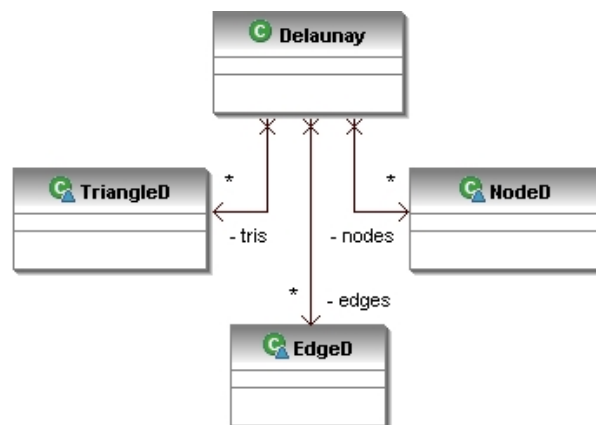 C Delaunay
*
*
C TriangleD
C NodeD
- tris
- nodes
*
- edges
C EdgeD